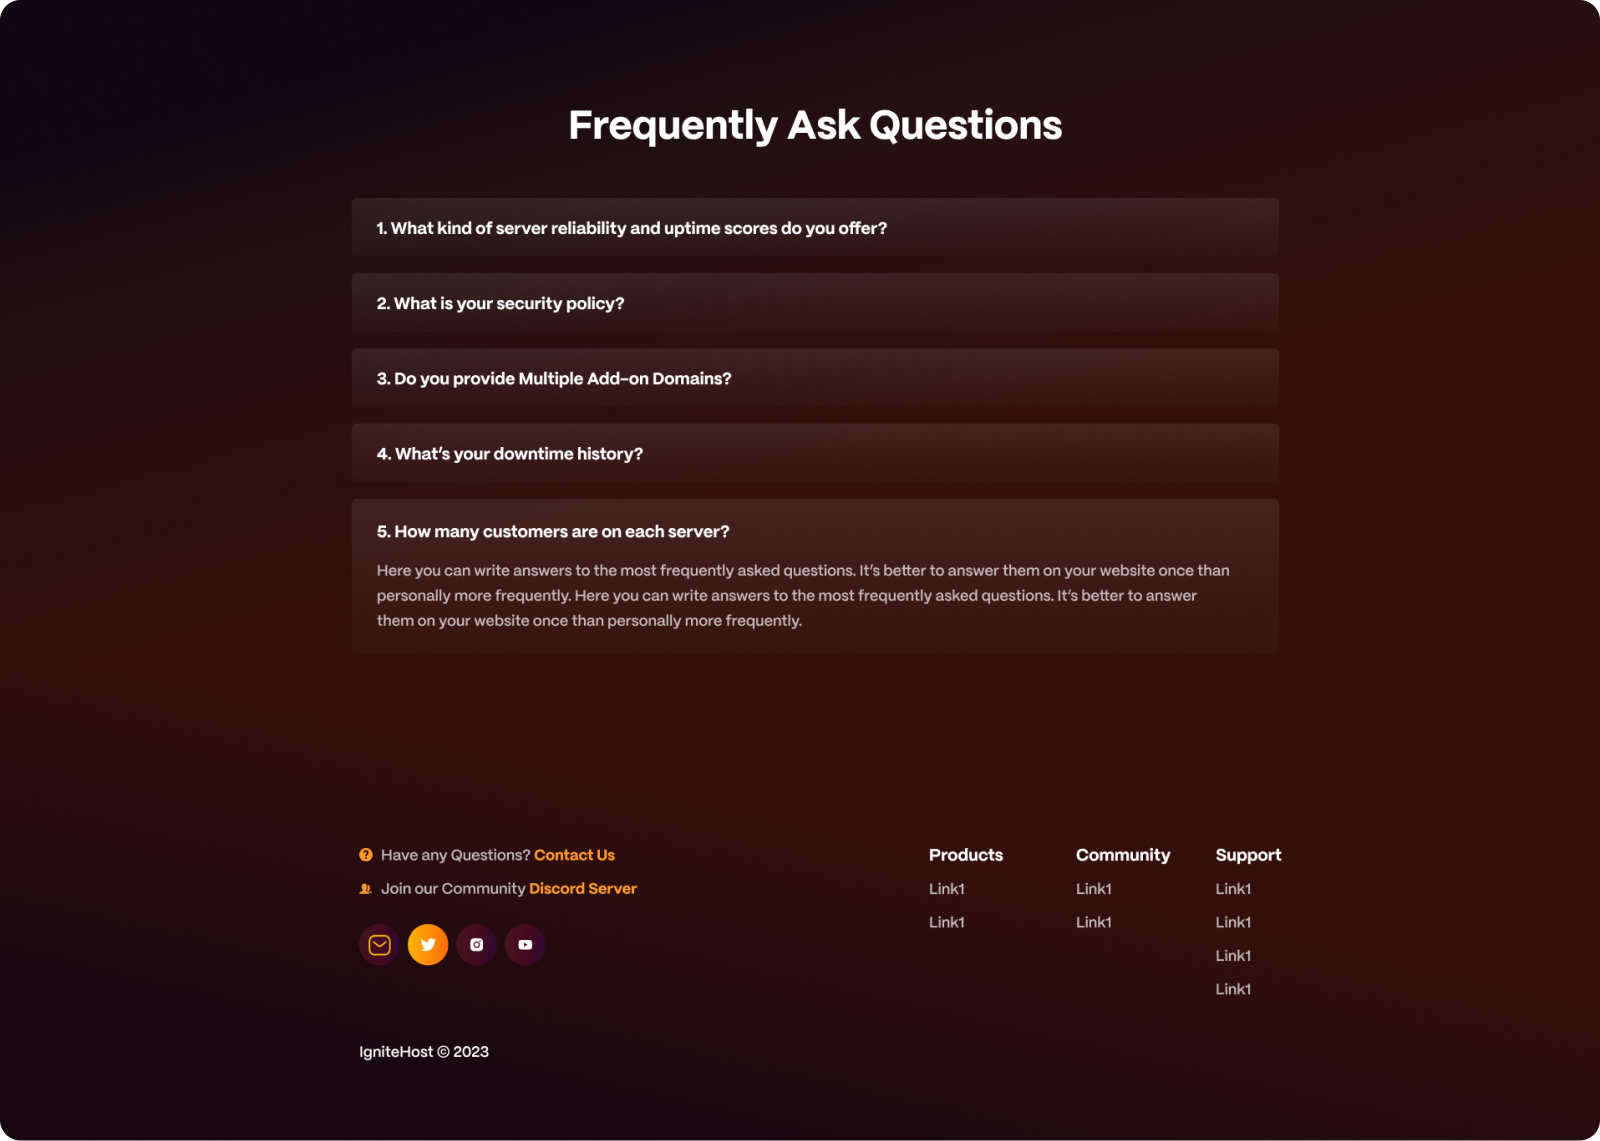 Frequently Ask Questions
1. What kind of server reliability and uptime scores do you offer?
2. What is your security policy?
3. Do you provide Multiple Add-on Domains?
4. What’s your downtime history?
5. How many customers are on each server?
Here you can write answers to the most frequently asked questions. It’s better to answer them on your website once than
personally more frequently. Here you can write answers to the most frequently asked questions. It’s better to answer
them on your website once than personally more frequently.
Have any Questions? Contact Us
Join our Community Discord Server
Products
Link1
Link1
Community
Link1
Link1
Support
Link1
Link1
Link1
Link1
IgniteHost © 2023